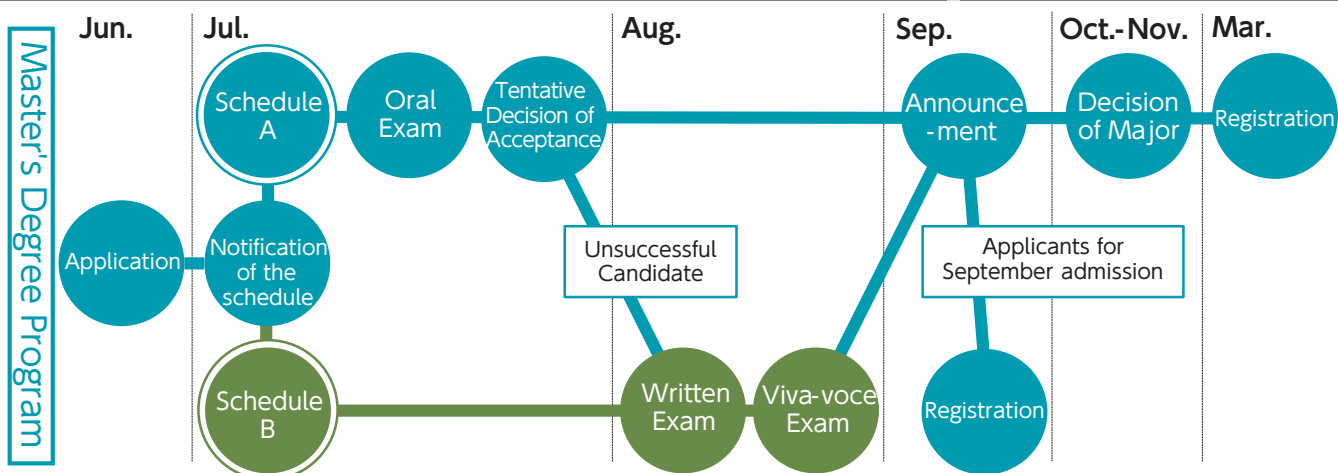 Master's Degree Program
Jun.
Jul.
Aug.
Sep.
Oct.-Nov.
Mar.
Application
Notification
of the
schedule
Schedule
A
Oral
Exam
Tentative
Decision of
Acceptance
Announce
-ment
Decision
of Major
Registration
Unsuccessful
Candidate
Applicants for
September admission
Schedule
B
Written
Exam
Viva-voce
Exam
Registration